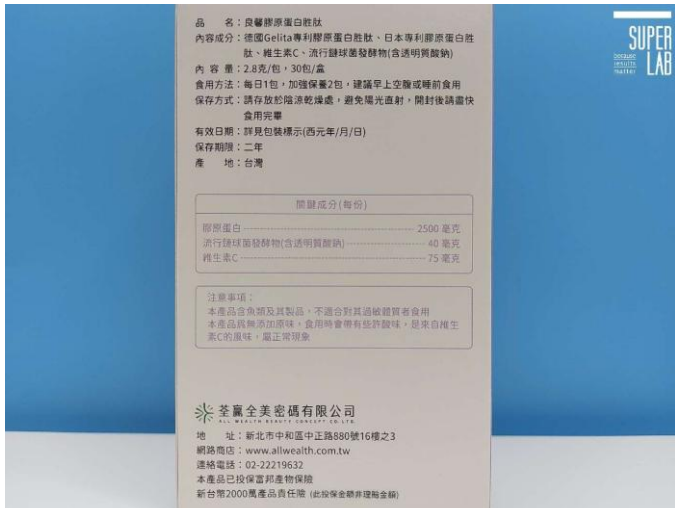 品　名：良馨膠原蛋白胜肽
內容成分：德國Gelita專利膠原蛋白胜肽、日本專利膠原蛋白胜
肽、維生素C、流行鏈球菌發酵物(含透明質酸鈉)
內 容 量：2.8克/包，30包/盒
食用方法：每日1包，加強保養2包，建議早上空腹或睡前食用
保存方式：請存放於陰涼乾燥處，避免陽光直射，開封後請盡快
食用完畢
有效日期：詳見包裝標示(西元年/月/日)
保存期限：二年
產　地：台灣
關鍵成分(每份)
膠原蛋白 2500 毫克
流行鏈球菌發酵物(含透明質酸鈉) 40 毫克
維生素C 75 毫克
注意事項：
本產品含魚類及其製品，不適合對其過敏體質者食用
本產品為無添加原味，食用時會帶有些許酸味，是來自維生
素C的風味，屬正常現象
荃贏全美密碼有限公司
ALL WEALTH BEAUTY CONCEPT CO LTD
地　址：新北市中和區中正路880號16樓之3
網路商店：www.allwealth.com.tw
連絡電話：02-22219632
本產品已投保富邦產物保險
新台幣2000萬產品責任險 (此投保金額非理賠金額)
SUPER
LAB
because
results
matter